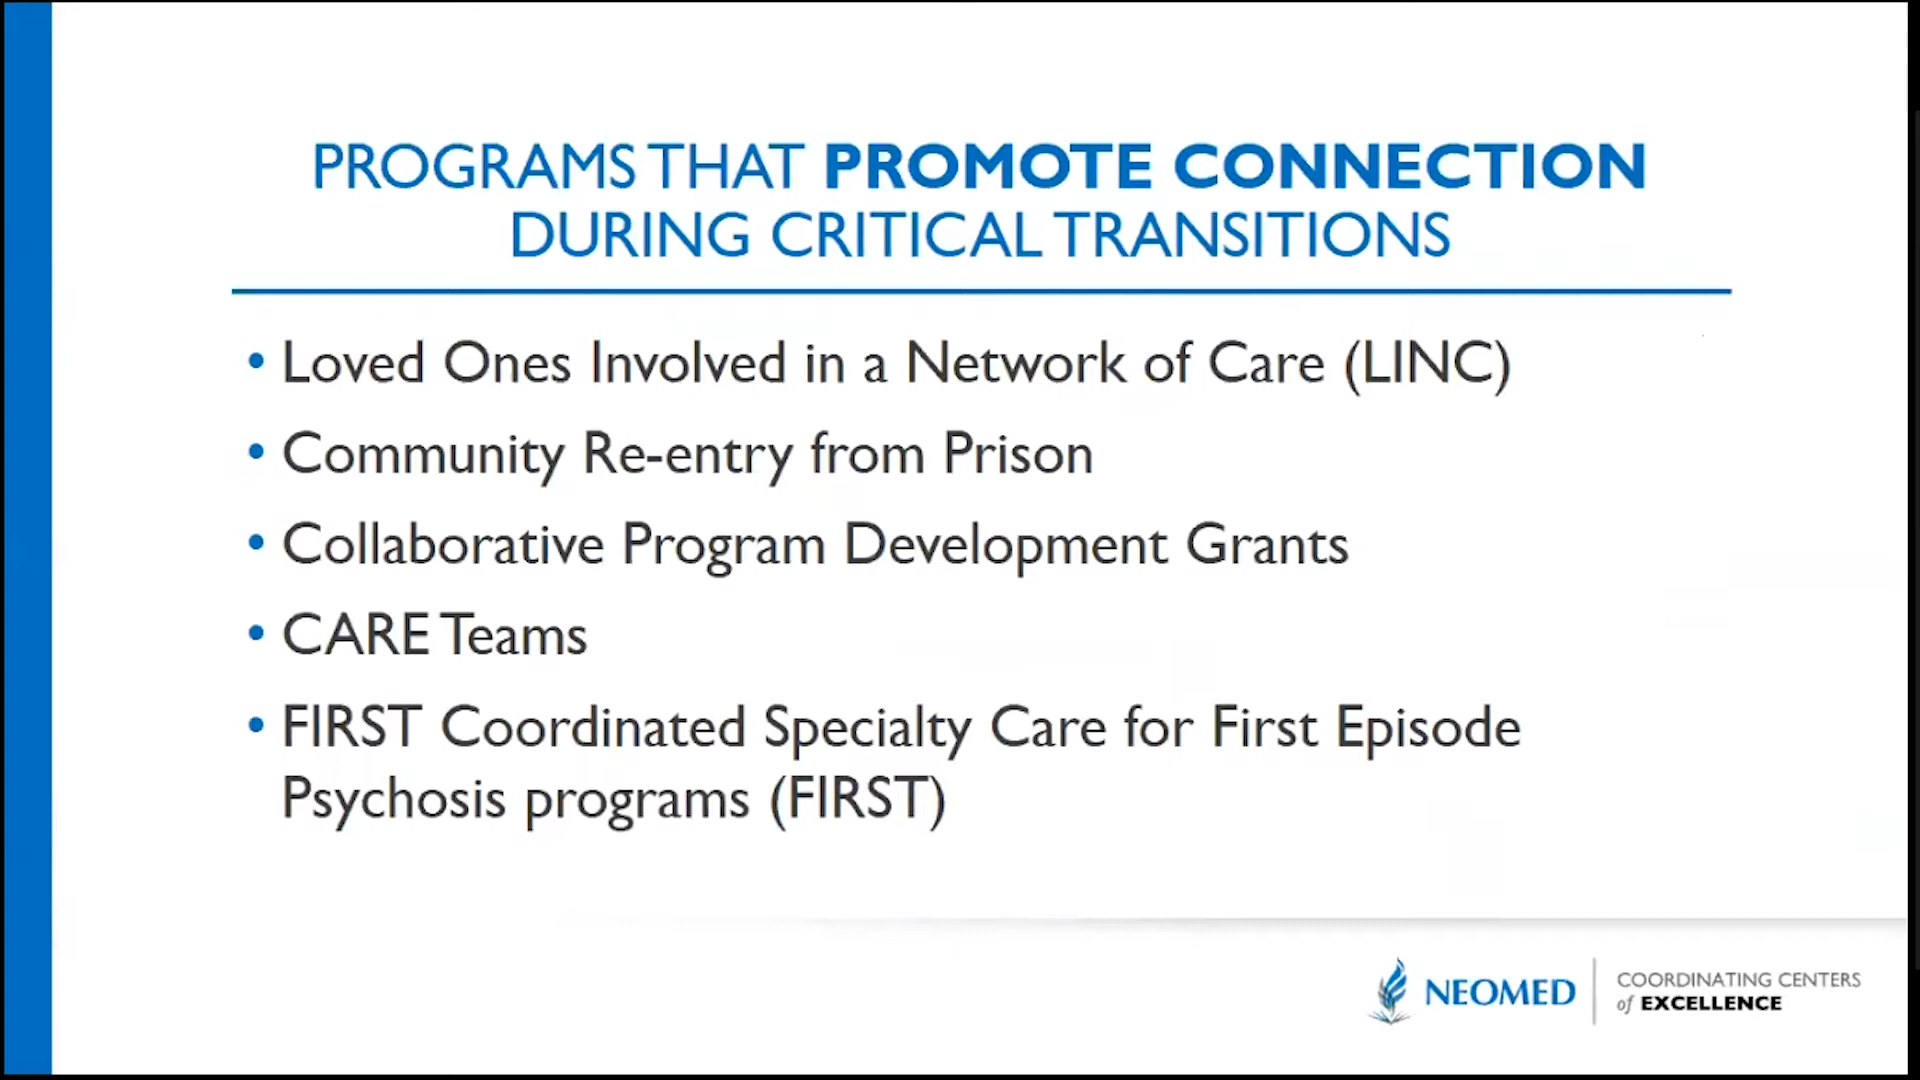 PROGRAMS THAT PROMOTE CONNECTION
DURING CRITICAL TRANSITIONS
• Loved Ones Involved in a Network of Care (LINC)
• Community Re-entry from Prison
• Collaborative Program Development Grants
• CARE Teams
• FIRST Coordinated Specialty Care for First Episode
Psychosis programs (FIRST)
NEOMED
COORDINATING CENTERS
of EXCELLENCE